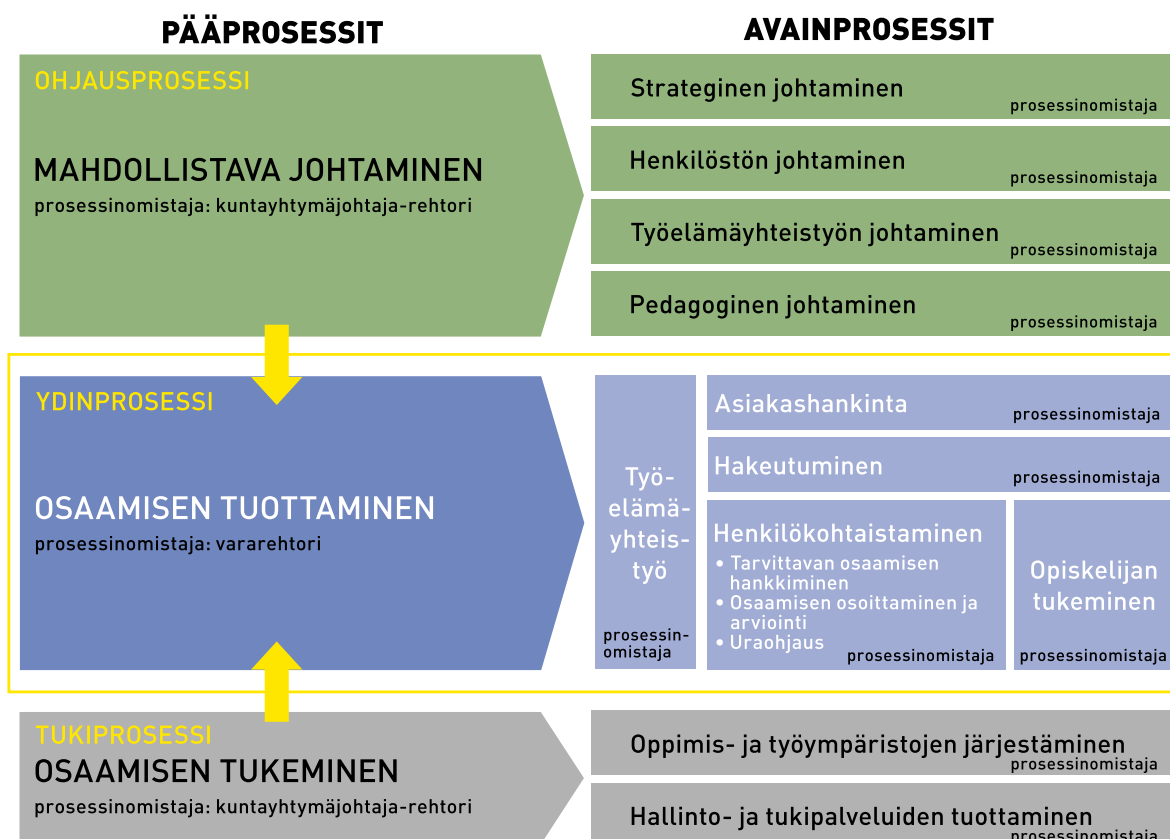 PÄÄPROSESSIT
AVAINPROSESSIT
OHJAUSPROSESSI
MAHDOLLISTAVA JOHTAMINEN
prosessinomistaja: kuntayhtymäjohtaja-rehtori
Strateginen johtaminen
prosessinomistaja
Henkilöstön johtaminen
prosessinomistaja
Työelämäyhteistyön johtaminen
prosessinomistaja
Pedagoginen johtaminen
prosessinomistaja
YDINPROSESSI
OSAAMISEN TUOTTAMINEN
prosessinomistaja: vararehtori
Työ-
elämä-
yhteis-
työ
prosessin-
omistaja
Asiakashankinta
prosessinomistaja
Hakeutuminen
prosessinomistaja
Henkilökohtaistaminen
• Tarvittavan osaamisen
hankkiminen
• Osaamisen osoittaminen ja
arviointi
• Uraohjaus
prosessinomistaja
Opiskelijan
tukeminen
prosessinomistaja
TUKIPROSESSI
OSAAMISEN TUKEMINEN
prosessinomistaja: kuntayhtymäjohtaja-rehtori
Oppimis- ja työympäristojen järjestäminen
prosessinomistaja
Hallinto- ja tukipalveluiden tuottaminen
prosessinomistaja